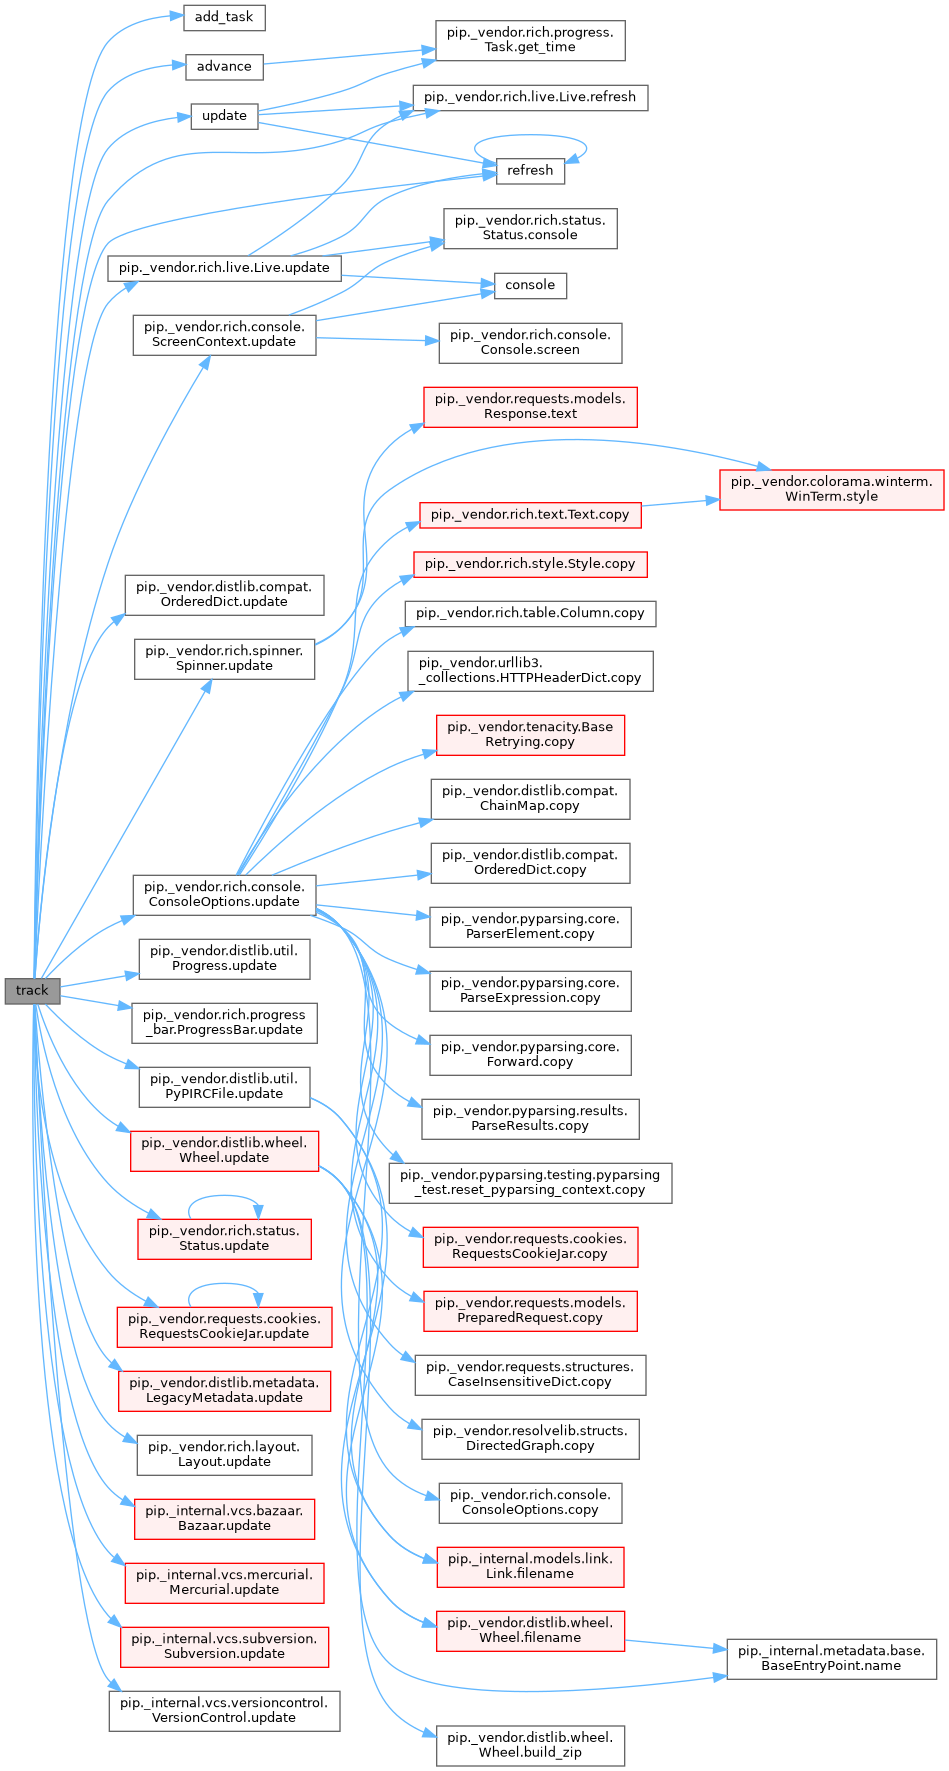 track
add_task
advance
update
pip._vendor.rich.live.Live.update
pip._vendor.rich.console.
ScreenContext.update
pip._vendor.distlib.compat.
OrderedDict.update
pip._vendor.rich.spinner.
Spinner.update
pip._vendor.rich.console.
ConsoleOptions.update
pip._vendor.distlib.util.
Progress.update
pip._vendor.rich.progress
_bar.ProgressBar.update
pip._vendor.distlib.util.
PyPIRCFile.update
pip._vendor.distlib.wheel.
Wheel.update
pip._vendor.rich.status.
Status.update
pip._vendor.requests.cookies.
RequestsCookieJar.update
pip._vendor.distlib.metadata.
LegacyMetadata.update
pip._vendor.rich.layout.
Layout.update
pip._internal.vcs.bazaar.
Bazaar.update
pip._internal.vcs.mercurial.
Mercurial.update
pip._internal.vcs.subversion.
Subversion.update
pip._internal.vcs.versioncontrol.
VersionControl.update
pip._vendor.rich.progress.
Task.get_time
pip._vendor.rich.live.Live.refresh
refresh
pip._vendor.rich.status.
Status.console
console
pip._vendor.rich.console.
Console.screen
pip._vendor.requests.models.
Response.text
pip._vendor.rich.text.Text.copy
pip._vendor.rich.style.Style.copy
pip._vendor.rich.table.Column.copy
pip._vendor.urllib3.
_collections.HTTPHeaderDict.copy
pip._vendor.tenacity.Base
Retrying.copy
pip._vendor.distlib.compat.
ChainMap.copy
pip._vendor.distlib.compat.
OrderedDict.copy
pip._vendor.pyparsing.core.
ParserElement.copy
pip._vendor.pyparsing.core.
ParseExpression.copy
pip._vendor.pyparsing.core.
Forward.copy
pip._vendor.pyparsing.results.
ParseResults.copy
pip._vendor.pyparsing.testing.pyparsing
_test.reset_pyparsing_context.copy
pip._vendor.requests.cookies.
RequestsCookieJar.copy
pip._vendor.requests.models.
PreparedRequest.copy
pip._vendor.requests.structures.
CaseInsensitiveDict.copy
pip._vendor.resolvelib.structs.
DirectedGraph.copy
pip._vendor.rich.console.
ConsoleOptions.copy
pip._internal.models.link.
Link.filename
pip._vendor.distlib.wheel.
Wheel.filename
pip._vendor.distlib.wheel.
Wheel.build_zip
pip._vendor.colorama.winterm.
WinTerm.style
pip._internal.metadata.base.
BaseEntryPoint.name